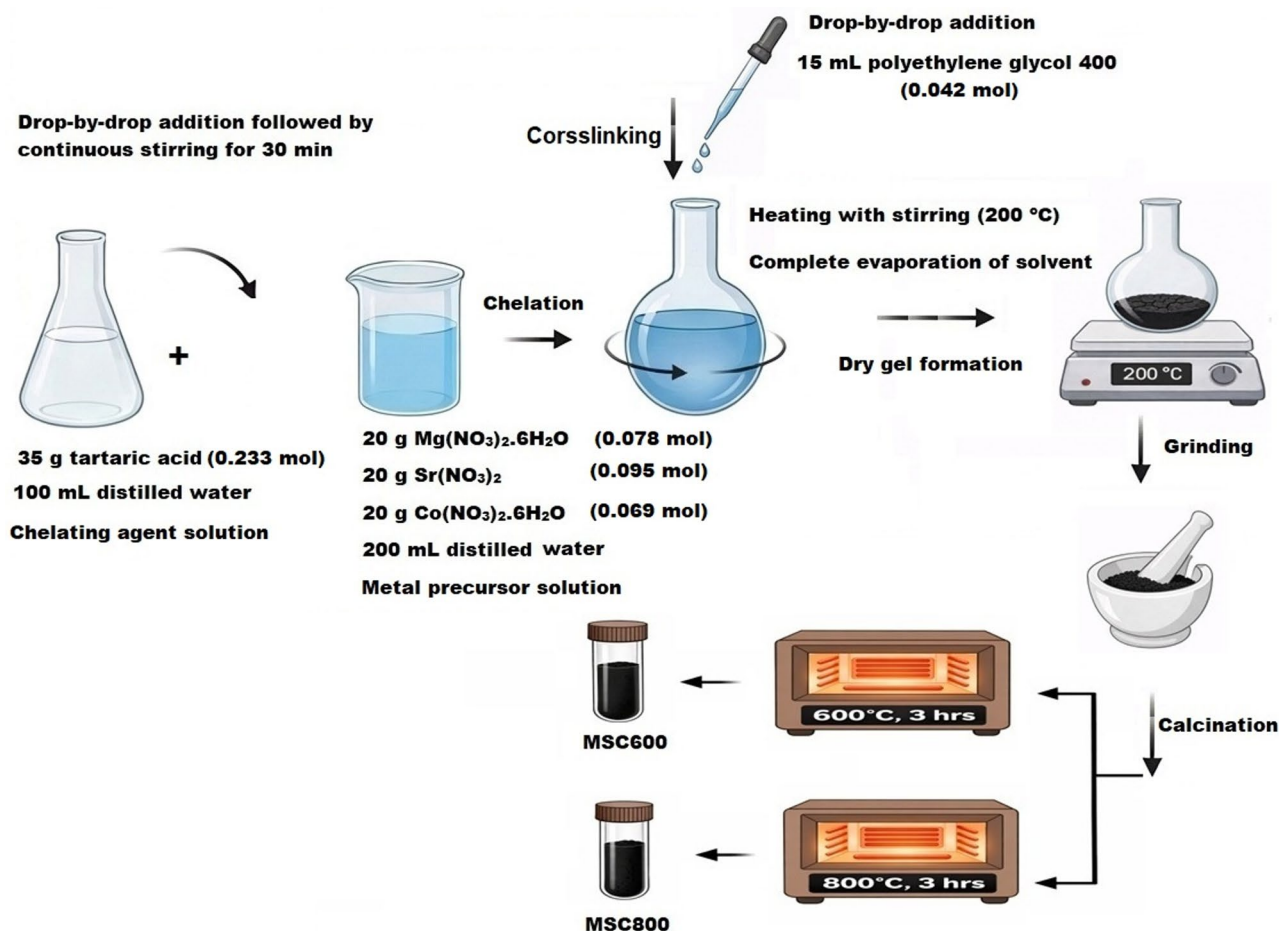 Drop-by-drop addition
15 mL polyethylene glycol 400
(0.042 mol)
Drop-by-drop addition followed by
continuous stirring for 30 min
Corsslinking
Heating with stirring (200 ºC)
Complete evaporation of solvent
Chelation
+
Dry gel formation
200 °C
35 g tartaric acid (0.233 mol)
100 mL distilled water
Chelating agent solution
20 g Mg(NO₃)₂.6H₂O (0.078 mol)
20 g Sr(NO₃)₂ (0.095 mol)
20 g Co(NO₃)₂.6H₂O (0.069 mol)
200 mL distilled water
Metal precursor solution
Grinding
Calcination
600°C, 3 hrs
MSC600
800°C, 3 hrs
MSC800